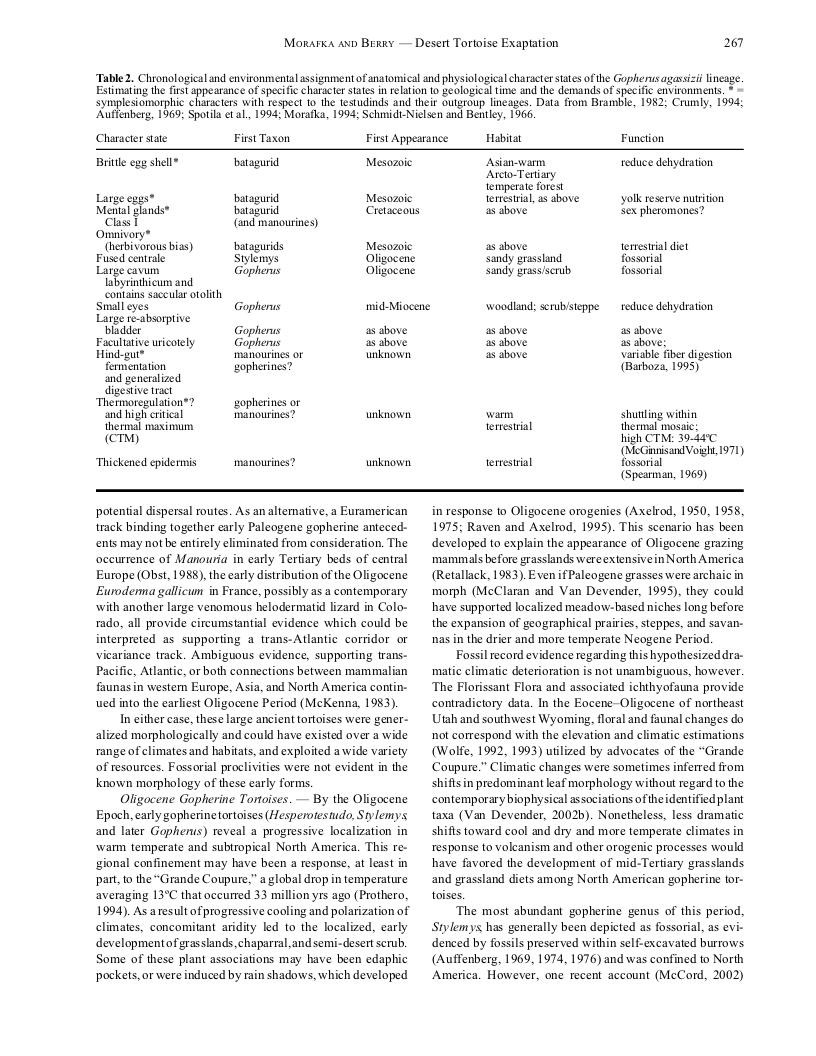 MORAFKA AND BERRY — Desert Tortoise Exaptation 267
Table 2. Chronological and environmental assignment of anatomical and physiological character states of the Gopherus agassizii lineage.
Estimating the first appearance of specific character states in relation to geological time and the demands of specific environments. * =
symplesiomorphic characters with respect to the testudinds and their outgroup lineages. Data from Bramble, 1982; Crumly, 1994;
Auffenberg, 1969; Spotila et al., 1994; Morafka, 1994; Schmidt-Nielsen and Bentley, 1966.
Character state First Taxon First Appearance Habitat Function
Brittle egg shell* batagurid Mesozoic Asian-warm reduce dehydration
Arcto-Tertiary
temperate forest
Large eggs* batagurid Mesozoic terrestrial, as above yolk reserve nutrition
Mental glands* batagurid Cretaceous as above sex pheromones?
Class I (and manourines)
Omnivory*
(herbivorous bias) batagurids Mesozoic as above terrestrial diet
Fused centrale Stylemys Oligocene sandy grassland fossorial
Large cavum Gopherus Oligocene sandy grass/scrub fossorial
labyrinthicum and
contains saccular otolith
Small eyes Gopherus mid-Miocene woodland; scrub/steppe reduce dehydration
Large re-absorptive
bladder Gopherus as above as above as above
Facultative uricotely Gopherus as above as above as above;
Hind-gut* manourines or unknown as above variable fiber digestion
fermentation gopherines? (Barboza, 1995)
and generalized
digestive tract
Thermoregulation*? gopherines or
and high critical manourines? unknown warm shuttling within
thermal maximum terrestrial thermal mosaic;
(CTM) high CTM: 39-44ºC
(McGinnis and Voight, 1971)
Thickened epidermis manourines? unknown terrestrial fossorial
(Spearman, 1969)
potential dispersal routes. As an alternative, a Euramerican
track binding together early Paleogene gopherine anteced-
ents may not be entirely eliminated from consideration. The
occurrence of Manouria in early Tertiary beds of central
Europe (Obst, 1988), the early distribution of the Oligocene
Euroderma gallicum in France, possibly as a contemporary
with another large venomous helodermatid lizard in Colo-
rado, all provide circumstantial evidence which could be
interpreted as supporting a trans-Atlantic corridor or
vicariance track. Ambiguous evidence, supporting trans-
Pacific, Atlantic, or both connections between mammalian
faunas in western Europe, Asia, and North America contin-
ued into the earliest Oligocene Period (McKenna, 1983).
In either case, these large ancient tortoises were gener-
alized morphologically and could have existed over a wide
range of climates and habitats, and exploited a wide variety
of resources. Fossorial proclivities were not evident in the
known morphology of these early forms.
Oligocene Gopherine Tortoises. — By the Oligocene
Epoch, early gopherine tortoises (Hesperotestudo, Stylemys,
and later Gopherus) reveal a progressive localization in
warm temperate and subtropical North America. This re-
gional confinement may have been a response, at least in
part, to the “Grande Coupure,” a global drop in temperature
averaging 13ºC that occurred 33 million yrs ago (Prothero,
1994). As a result of progressive cooling and polarization of
climates, concomitant aridity led to the localized, early
development of grasslands, chaparral, and semi-desert scrub.
Some of these plant associations may have been edaphic
pockets, or were induced by rain shadows, which developed
in response to Oligocene orogenies (Axelrod, 1950, 1958,
1975; Raven and Axelrod, 1995). This scenario has been
developed to explain the appearance of Oligocene grazing
mammals before grasslands were extensive in North America
(Retallack, 1983). Even if Paleogene grasses were archaic in
morph (McClaran and Van Devender, 1995), they could
have supported localized meadow-based niches long before
the expansion of geographical prairies, steppes, and savan-
nas in the drier and more temperate Neogene Period.
Fossil record evidence regarding this hypothesized dra-
matic climatic deterioration is not unambiguous, however.
The Florissant Flora and associated ichthyofauna provide
contradictory data. In the Eocene–Oligocene of northeast
Utah and southwest Wyoming, floral and faunal changes do
not correspond with the elevation and climatic estimations
(Wolfe, 1992, 1993) utilized by advocates of the “Grande
Coupure.” Climatic changes were sometimes inferred from
shifts in predominant leaf morphology without regard to the
contemporary biophysical associations of the identified plant
taxa (Van Devender, 2002b). Nonetheless, less dramatic
shifts toward cool and dry and more temperate climates in
response to volcanism and other orogenic processes would
have favored the development of mid-Tertiary grasslands
and grassland diets among North American gopherine tor-
toises.
The most abundant gopherine genus of this period,
Stylemys, has generally been depicted as fossorial, as evi-
denced by fossils preserved within self-excavated burrows
(Auffenberg, 1969, 1974, 1976) and was confined to North
America. However, one recent account (McCord, 2002)